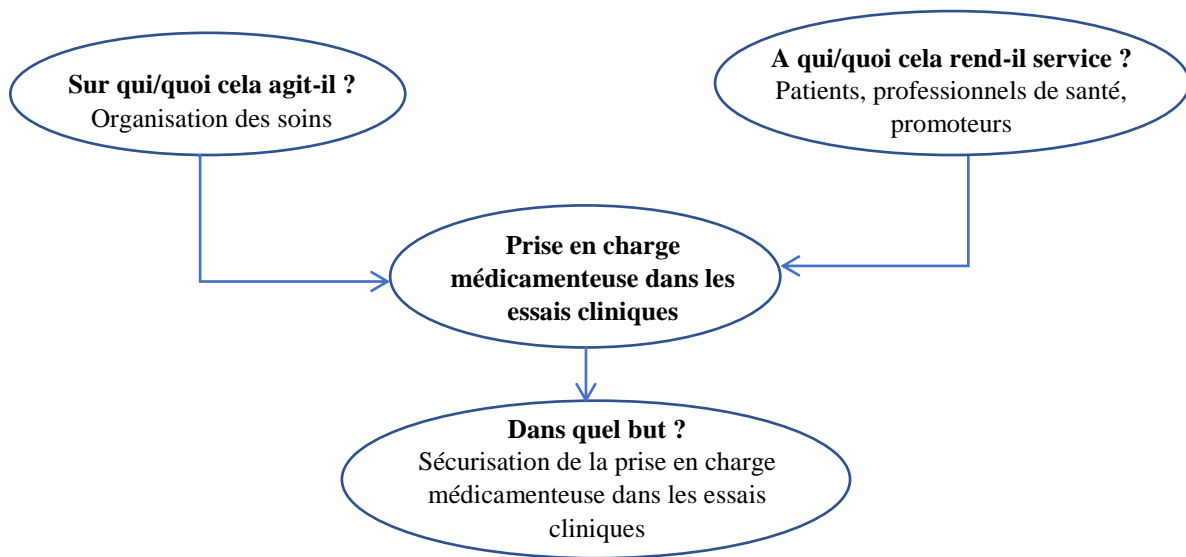 Sur qui/quoi cela agit-il ?
Organisation des soins
A qui/quoi cela rend-il service ?
Patients, professionnels de santé,
promoteurs
Prise en charge
médicamenteuse dans les
essais cliniques
Dans quel but ?
Sécurisation de la prise en charge
médicamenteuse dans les essais
cliniques